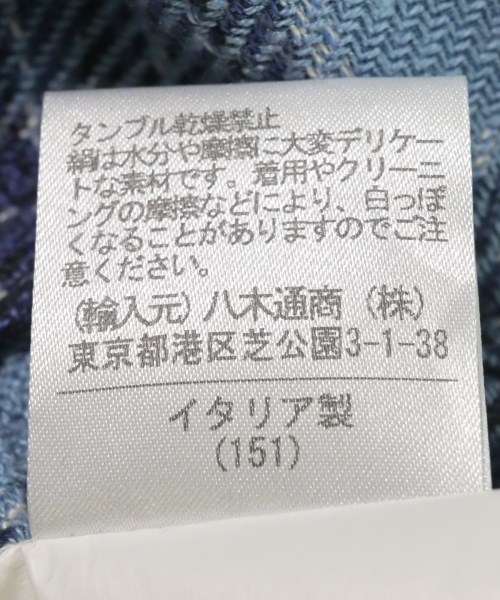 タンブル乾燥禁止
絹は水分や摩擦に大変デリケー
トな素材です。着用やクリーニ
ングの摩擦などにより、白っぽ
くなることがありますのでご注
意ください。
(輸入元) 八木通商 (株)
東京都港区芝公園3-1-38
イタリア製
(151)